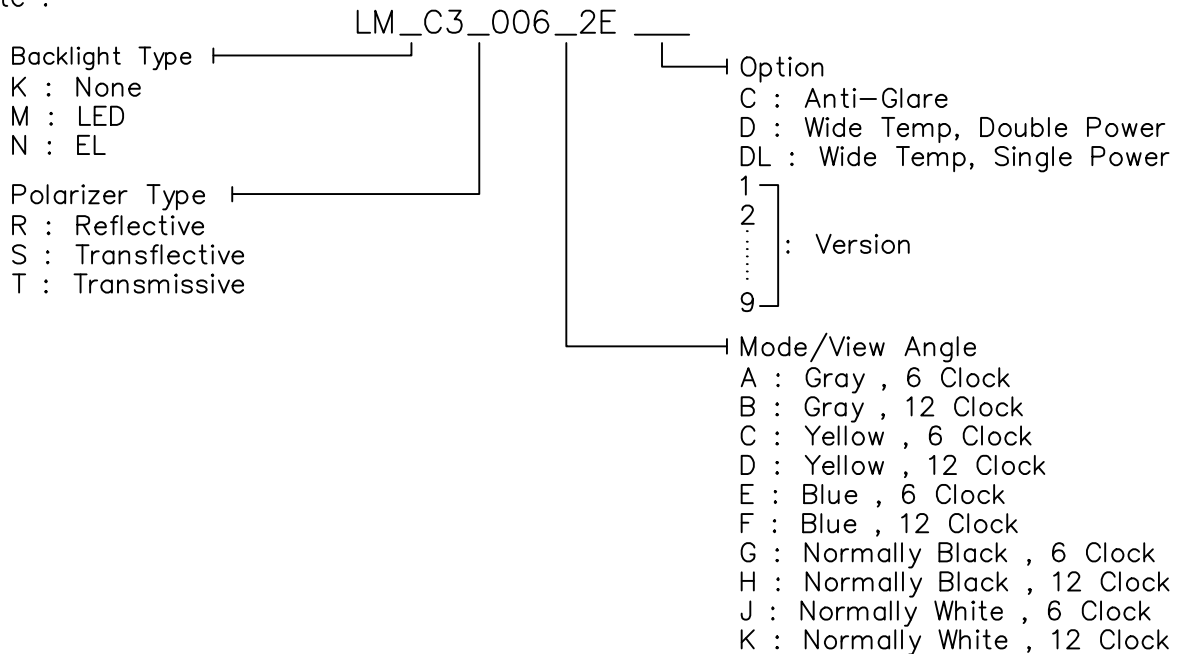 LM_C3_006_2E ___
Backlight Type
K : None
M : LED
N : EL
Polarizer Type
R : Reflective
S : Transflective
T : Transmissive
Option
C : Anti-Glare
D : Wide Temp, Double Power
DL : Wide Temp, Single Power
1
2
: Version
9
Mode/View Angle
A : Gray , 6 Clock
B : Gray , 12 Clock
C : Yellow , 6 Clock
D : Yellow , 12 Clock
E : Blue , 6 Clock
F : Blue , 12 Clock
G : Normally Black , 6 Clock
H : Normally Black , 12 Clock
J : Normally White , 6 Clock
K : Normally White , 12 Clock